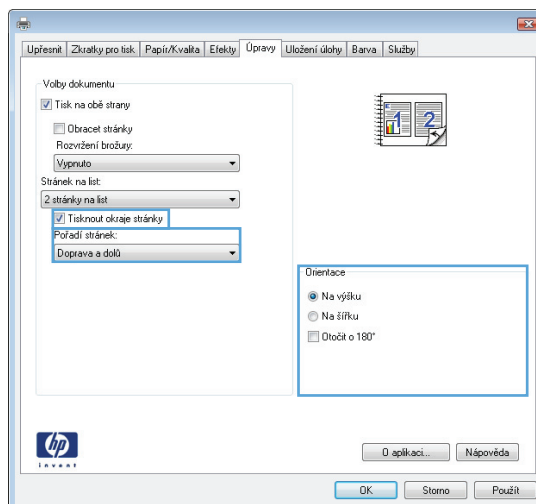 Upřesnit Zkratky pro tisk Papír/Kvalita Efekty Úpravy Uložení úlohy Barva Služby
Volby dokumentu
Tisk na obě strany
Obracet stránky
Rozvržení brožury:
Vypnuto
Stránek na list:
2 stránky na list
Tisknout okraje stránky
Pořadí stránek:
Doprava a dolů
1 2
Orientace
Na výšku
Na šířku
Otočit o 180°
hp
invent
O aplikaci... Nápověda
OK Storno Použít